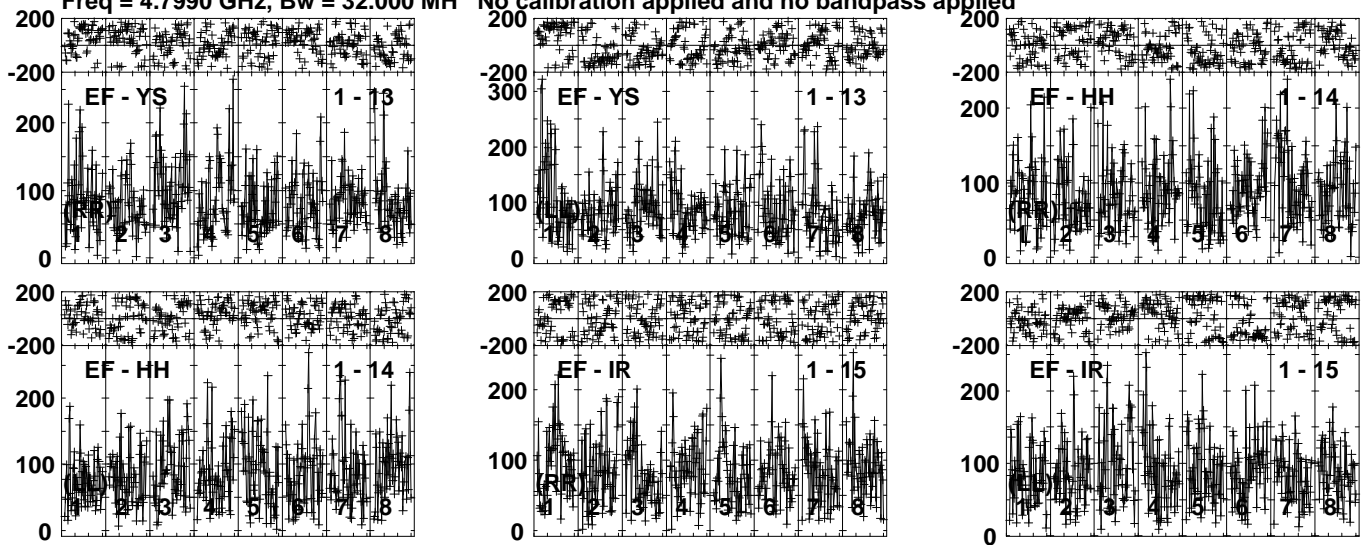 Freq = 4.7990 GHz, Bw = 32.000 MH No calibration applied and no bandpass applied
200
-200
EF - YS 1 - 13
200
100
(RR)
1 2 3 4 5 6 7 8
0
200
-200
300
EF - YS 1 - 13
200
100
(LL)
1 2 3 4 5 6 7 8
0
200
-200
EF - HH 1 - 14
200
100
(RR)
1 2 3 4 5 6 7 8
0
200
-200
EF - HH 1 - 14
200
100
(LL)
1 2 3 4 5 6 7 8
0
200
-200
EF - IR 1 - 15
200
100
(RR)
1 2 3 4 5 6 7 8
0
200
-200
EF - IR 1 - 15
200
100
(LL)
1 2 3 4 5 6 7 8
0